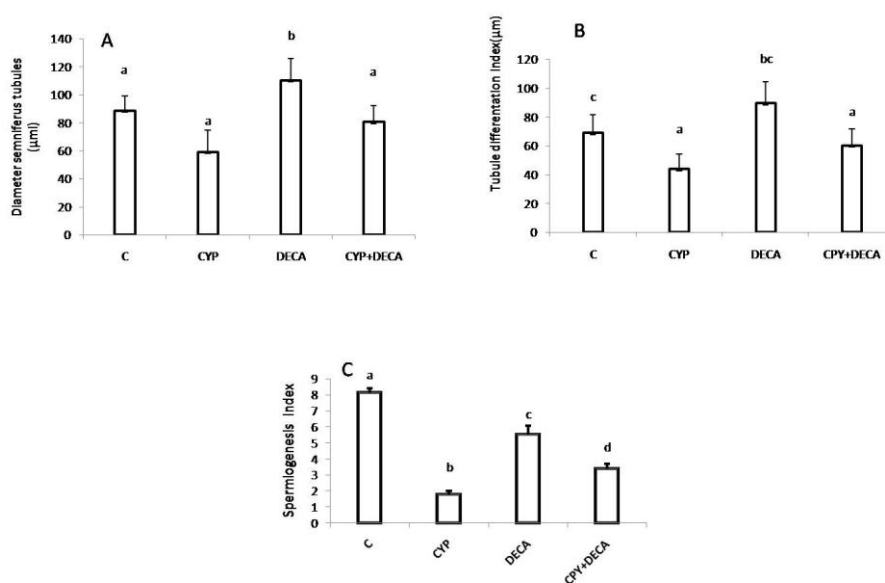 A
Diameter semniferus tubules
(µml)
140
120
100
80
60
40
20
0
a
a
b
a
C CYP DECA CYP+DECA
B
Tubule differentation Index(µm)
120
100
80
60
40
20
0
c
a
bc
a
C CYP DECA CPY+DECA
C
Spermiogenesis Index
9
8
7
6
5
4
3
2
1
0
a
b
c
d
C CYP DECA CPY+DECA